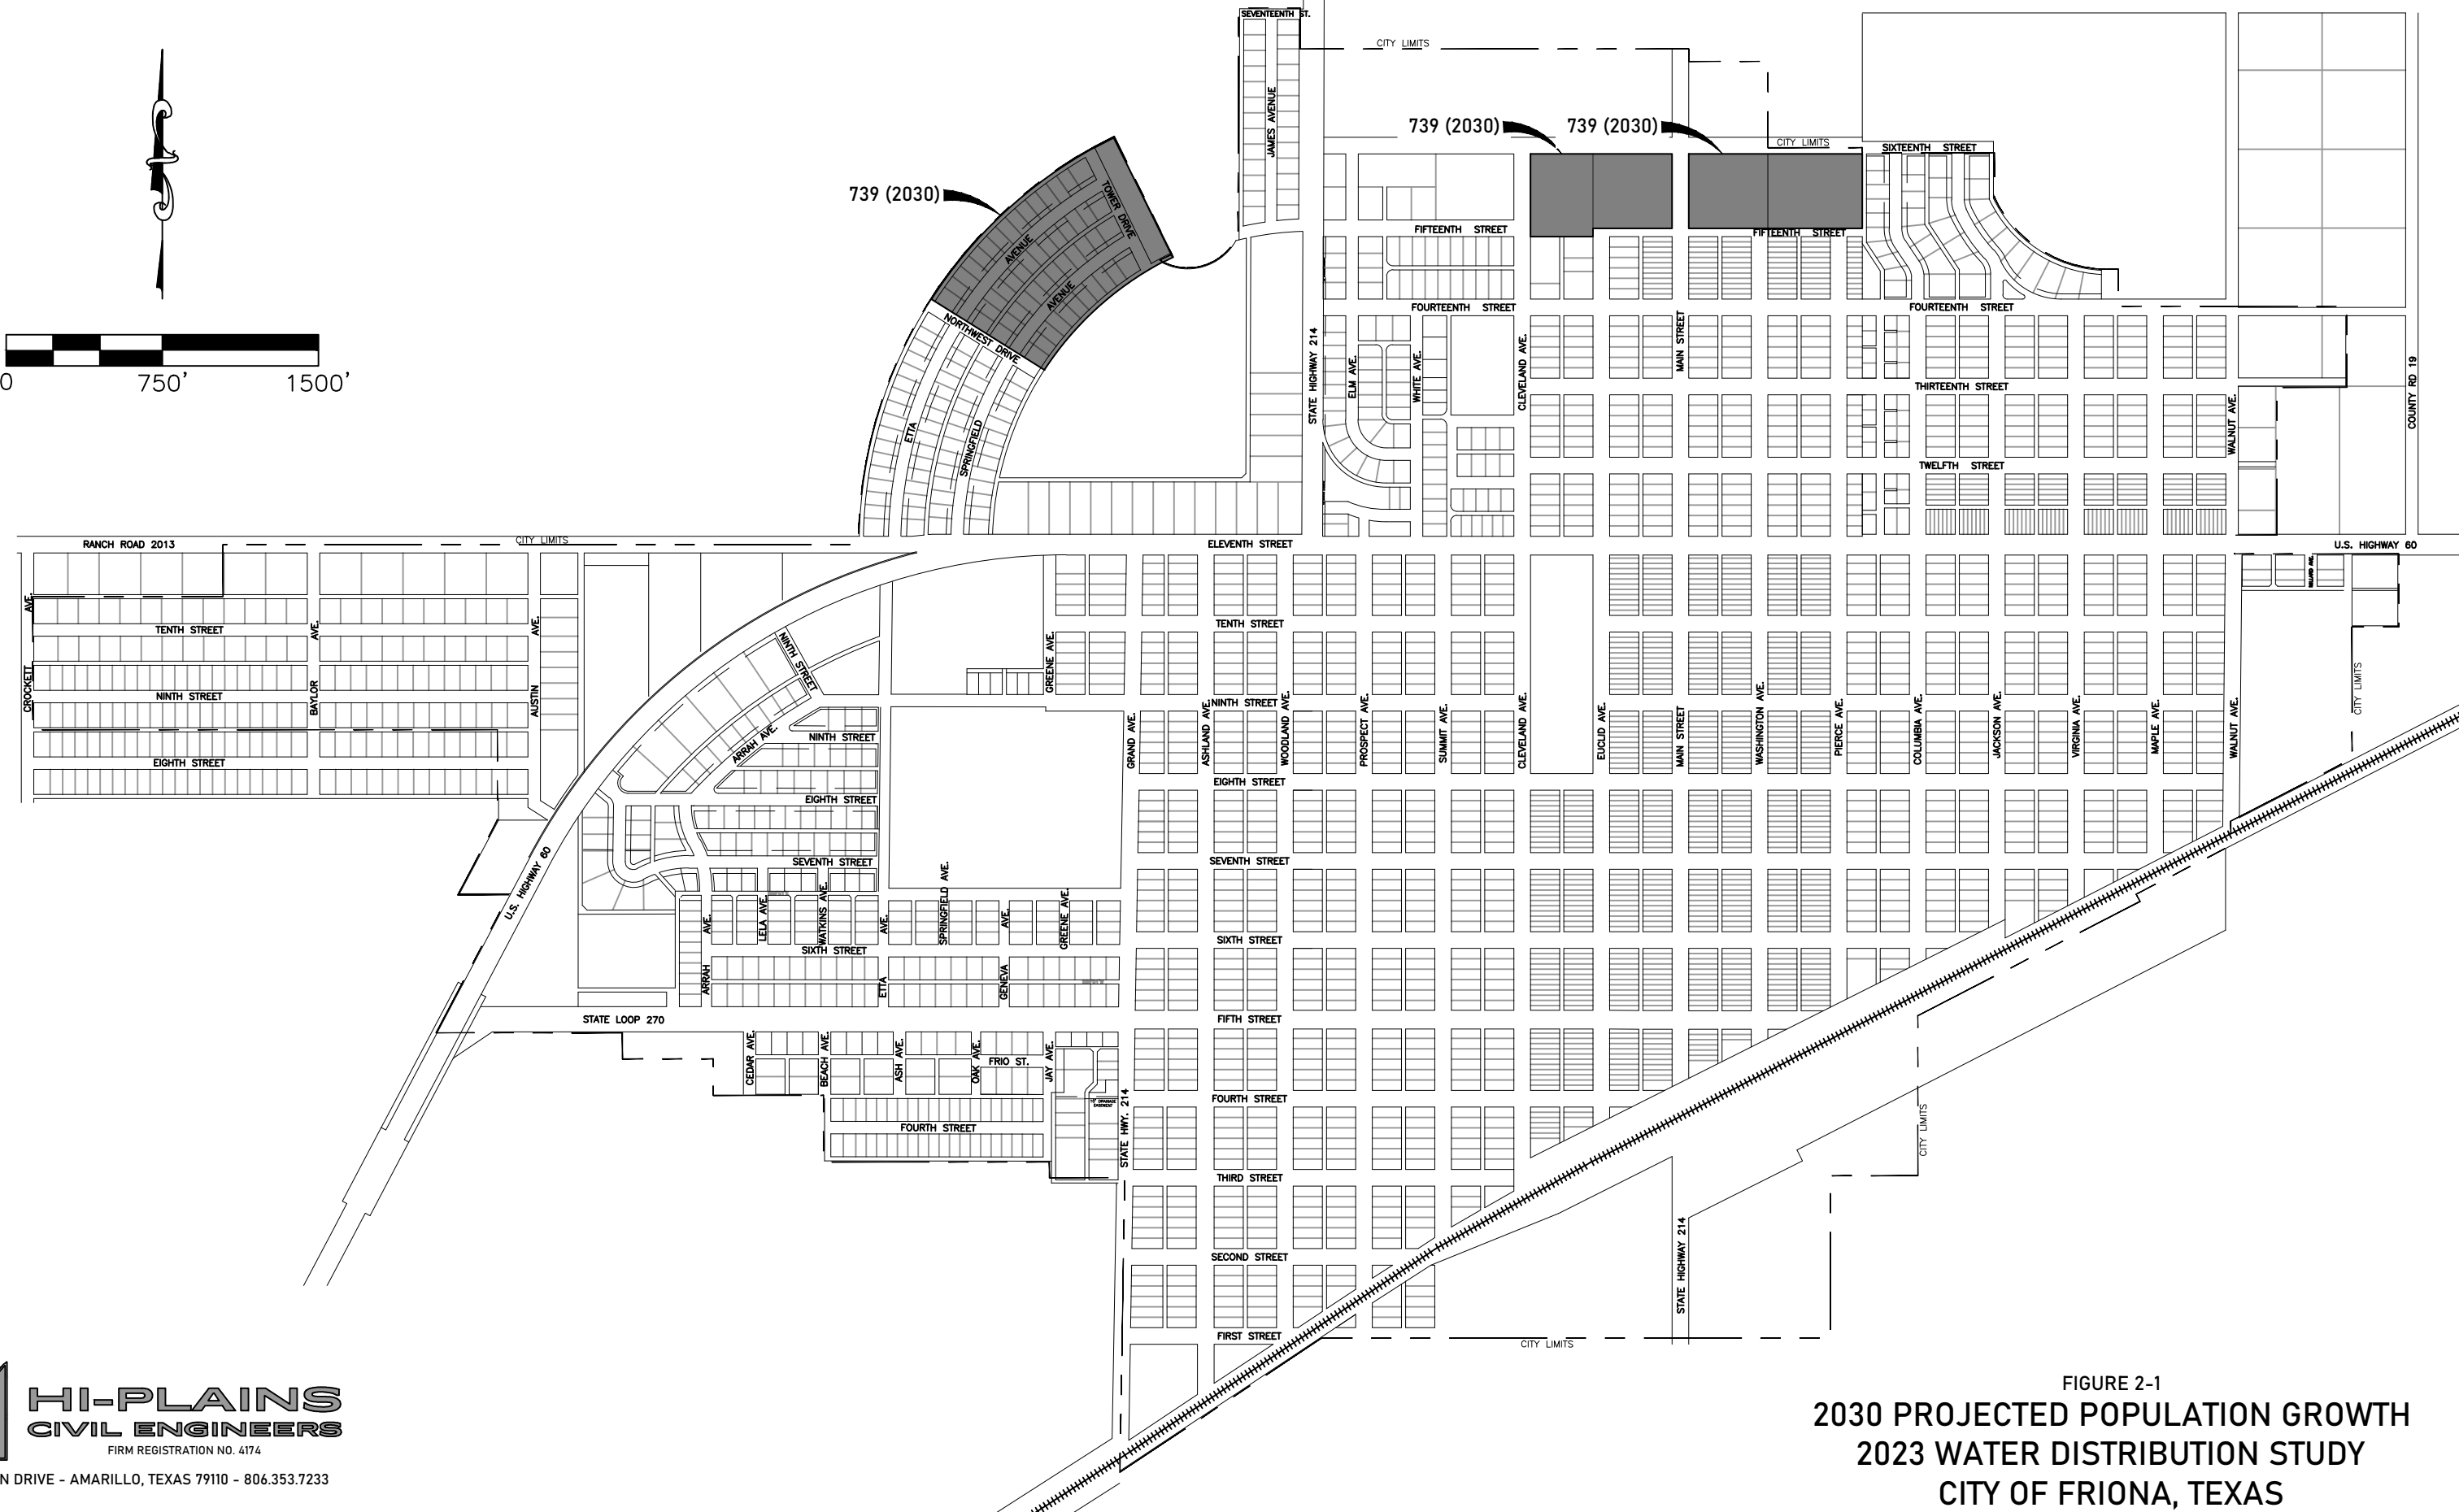 SEVENTEENTH ST.
CITY LIMITS
JAMES AVENUE
739 (2030)
739 (2030)
CITY LIMITS
SIXTEENTH STREET
739 (2030)
TOWER DRIVE
AVENUE
AVENUE
FIFTEENTH STREET
FIFTEENTH STREET
NORTHWEST DRIVE
FOURTEENTH STREET
FOURTEENTH STREET
0
750'
1500'
STATE HIGHWAY 214
ELM AVE.
WHITE AVE.
CLEVELAND AVE.
MAIN STREET
THIRTEENTH STREET
COUNTY RD 19
WALNUT AVE.
ETTA
SPRINGFIELD
TWELFTH STREET
RANCH ROAD 2013
CITY LIMITS
ELEVENTH STREET
U.S. HIGHWAY 60
AVE.
TENTH STREET
AVE.
AVE.
TENTH STREET
NINTH STREET
GREENE AVE.
CROCKETT
NINTH STREET
BAYLOR
AUSTIN
CITY LIMITS
NINTH STREET
GRAND AVE.
ASHLAND AVE.
WOODLAND AVE.
PROSPECT AVE.
SUMMIT AVE.
CLEVELAND AVE.
EUCLID AVE.
MAIN STREET
WASHINGTON AVE.
PIERCE AVE.
COLUMBIA AVE.
JACKSON AVE.
VIRGINIA AVE.
MAPLE AVE.
WALNUT AVE.
ARRAH AVE.
NINTH STREET
EIGHTH STREET
EIGHTH STREET
EIGHTH STREET
U.S. HIGHWAY 60
SEVENTH STREET
SEVENTH STREET
AVE.
LELA AVE.
WATKINS AVE.
AVE.
SPRINGFIELD AVE.
AVE.
GREENE AVE.
SIXTH STREET
SIXTH STREET
ARRAH
ETTA
GENEVA
STATE LOOP 270
FIFTH STREET
CEDAR AVE.
BEACH AVE.
ASH AVE.
OAK AVE.
FRIO ST.
JAY AVE.
DRAINAGE
EASEMENT
FOURTH STREET
FOURTH STREET
STATE HWY. 214
CITY LIMITS
THIRD STREET
SECOND STREET
STATE HIGHWAY 214
FIRST STREET
CITY LIMITS
HI-PLAINS
CIVIL ENGINEERS
FIRM REGISTRATION NO. 4174
N DRIVE - AMARILLO, TEXAS 79110 - 806.353.7233
FIGURE 2-1
2030 PROJECTED POPULATION GROWTH
2023 WATER DISTRIBUTION STUDY
CITY OF FRIONA, TEXAS